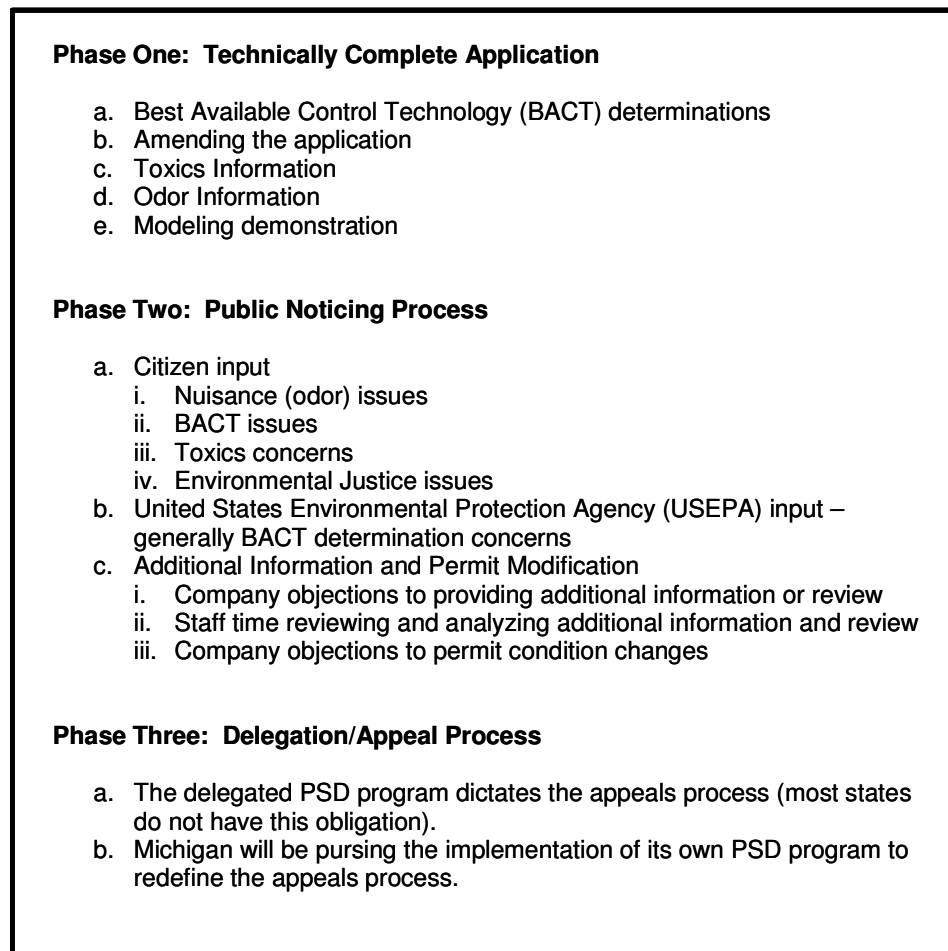 Phase One: Technically Complete Application
a. Best Available Control Technology (BACT) determinations
b. Amending the application
c. Toxics Information
d. Odor Information
e. Modeling demonstration
Phase Two: Public Noticing Process
a. Citizen input
i. Nuisance (odor) issues
ii. BACT issues
iii. Toxics concerns
iv. Environmental Justice issues
b. United States Environmental Protection Agency (USEPA) input –
generally BACT determination concerns
c. Additional Information and Permit Modification
i. Company objections to providing additional information or review
ii. Staff time reviewing and analyzing additional information and review
iii. Company objections to permit condition changes
Phase Three: Delegation/Appeal Process
a. The delegated PSD program dictates the appeals process (most states
do not have this obligation).
b. Michigan will be pursing the implementation of its own PSD program to
redefine the appeals process.